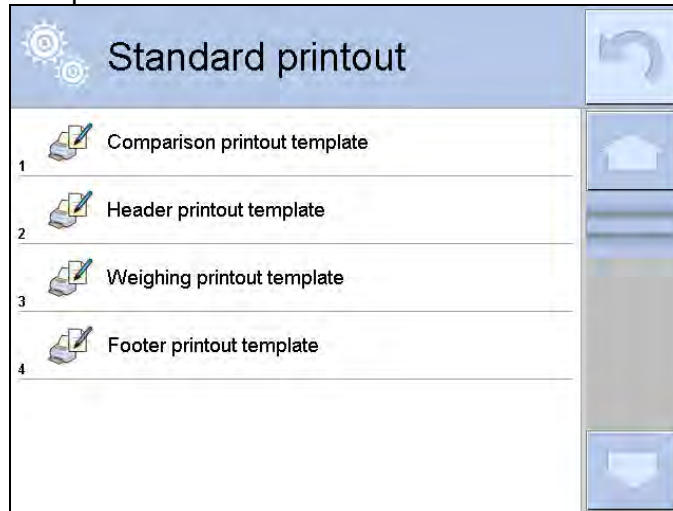 Standard printout
1 Comparison printout template
2 Header printout template
3 Weighing printout template
4 Footer printout template